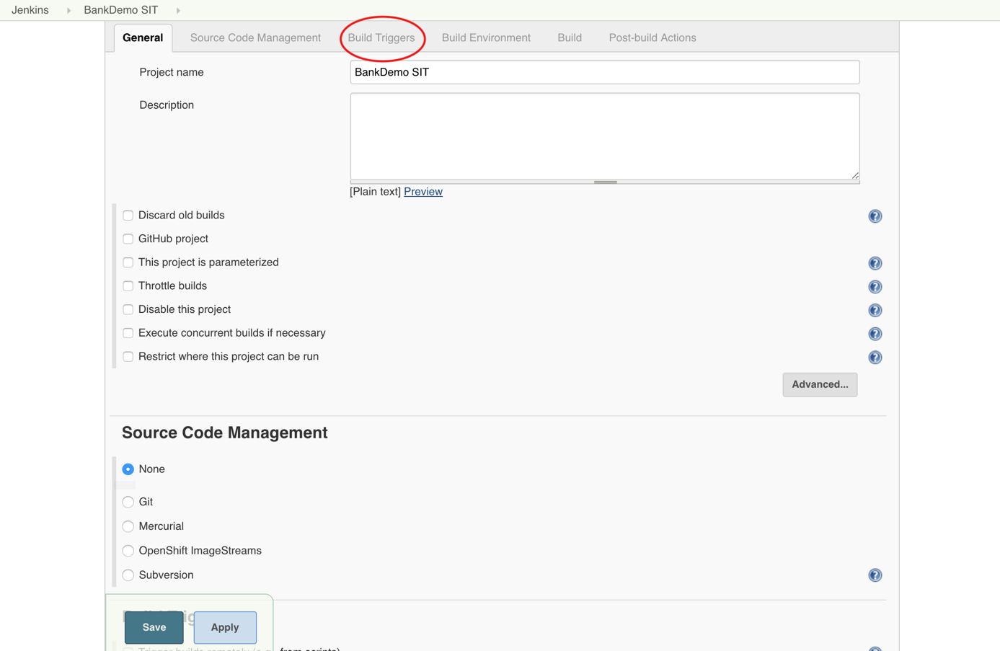 Jenkins BankDemo SIT
General Source Code Management Build Triggers Build Environment Build Post-build Actions
Project name BankDemo SIT
Description
[Plain text] Preview
Discard old builds
GitHub project
This project is parameterized
Throttle builds
Disable this project
Execute concurrent builds if necessary
Restrict where this project can be run
Advanced...
Source Code Management
None
Git
Mercurial
OpenShift ImageStreams
Subversion
Save Apply
Trigger builds remotely from scripts)